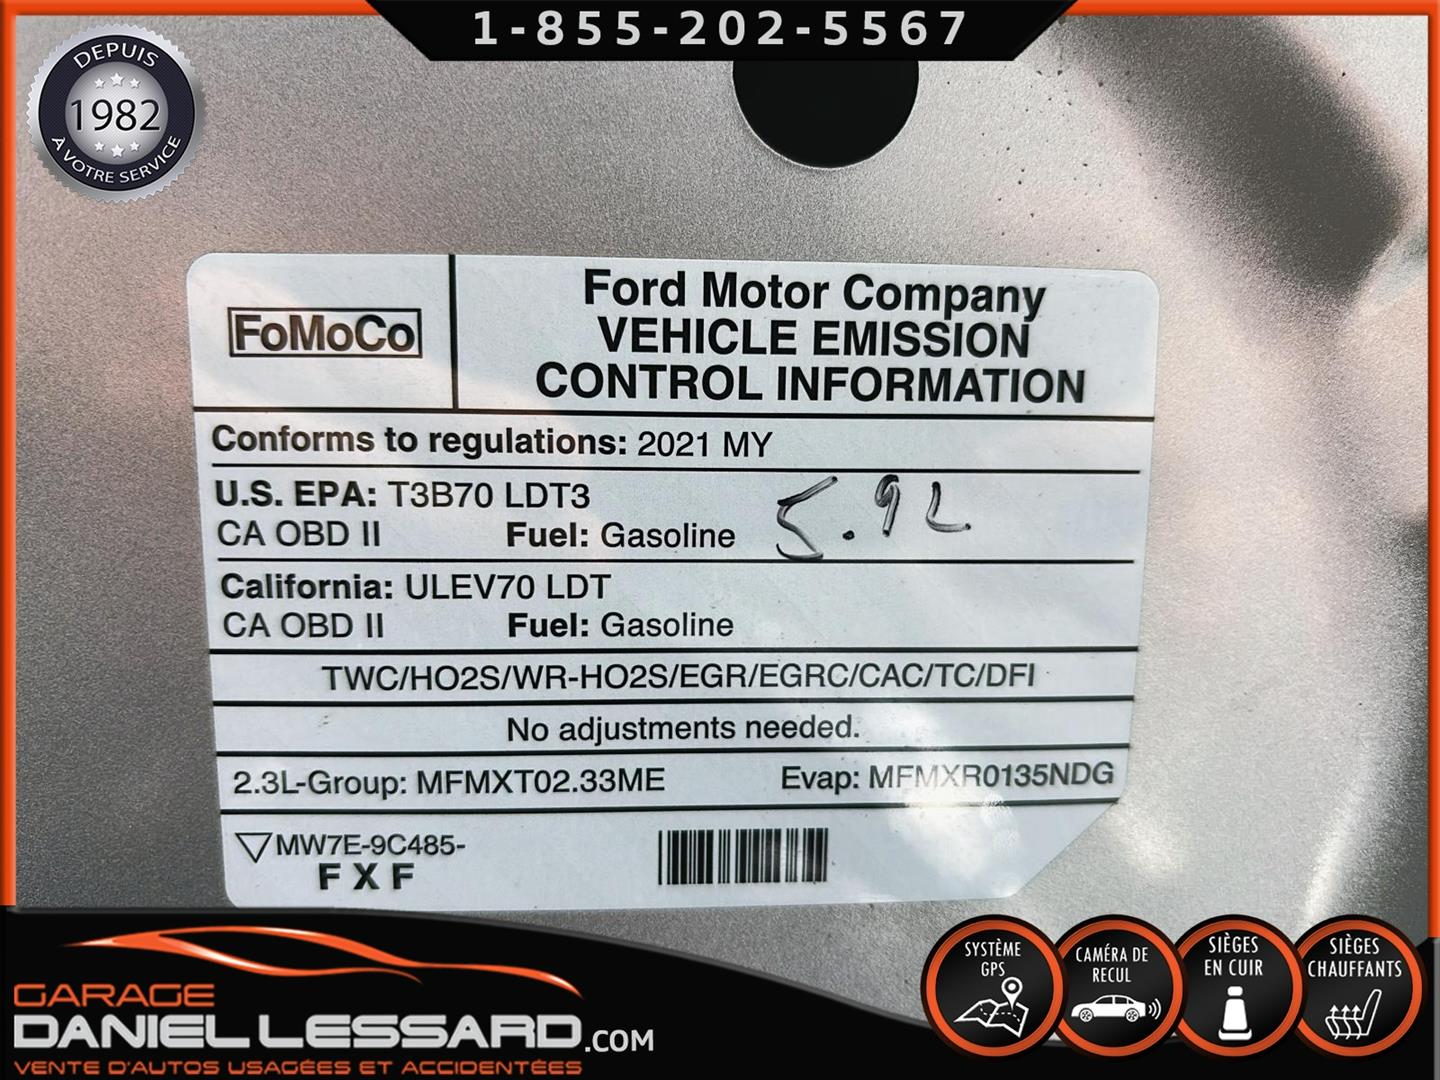 1-855-202-5567
DEPUIS
1982
À VOTRE SERVICE
FoMoCo
Ford Motor Company
VEHICLE EMISSION
CONTROL INFORMATION
Conforms to regulations: 2021 MY
U.S. EPA: T3B70 LDT3
CA OBD II Fuel: Gasoline
5.9L
California: ULEV70 LDT
CA OBD II Fuel: Gasoline
TWC/HO2S/WR-HO2S/EGR/EGRC/CAC/TC/DFI
No adjustments needed.
2.3L-Group: MFMXT02.33ME Evap: MFMXR0135NDG
MW7E-9C485-
F X F
GARAGE
DANIEL LESSARD.COM
VENTE D'AUTOS USAGÉES ET ACCIDENTÉES
SYSTÈME
GPS
CAMÉRA DE
RECUL
SIÈGES
EN CUIR
SIÈGES
CHAUFFANTS